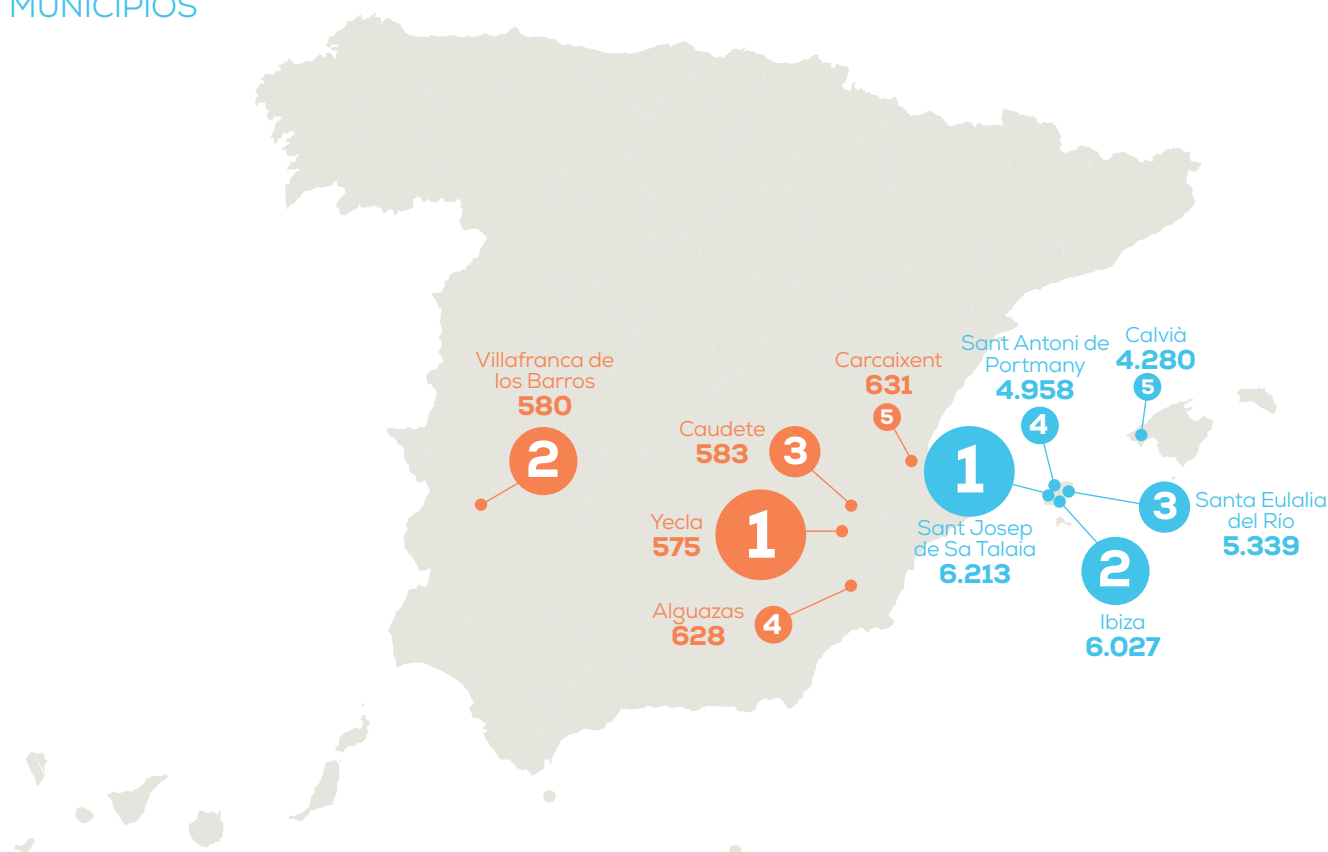 MUNICIPIOS
Villafranca de
los Barros
580
2
Carcaixent
631
5
Sant Antoni de
Portmany
4.958
4
Calvià
4.280
5
Caudete
583
3
Yecla
575
1
Alguazas
628
4
1
Sant Josep
de Sa Talaia
6.213
3
Santa Eulalia
del Río
5.339
2
Ibiza
6.027